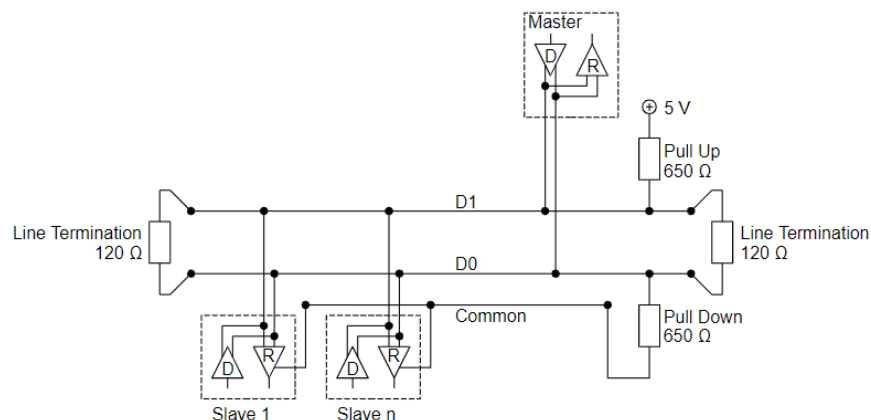 Master
D
R
5 V
Pull Up
650 Ω
D1
Line Termination
120 Ω
Line Termination
120 Ω
D0
Common
Pull Down
650 Ω
D
R
D
R
Slave 1
Slave n